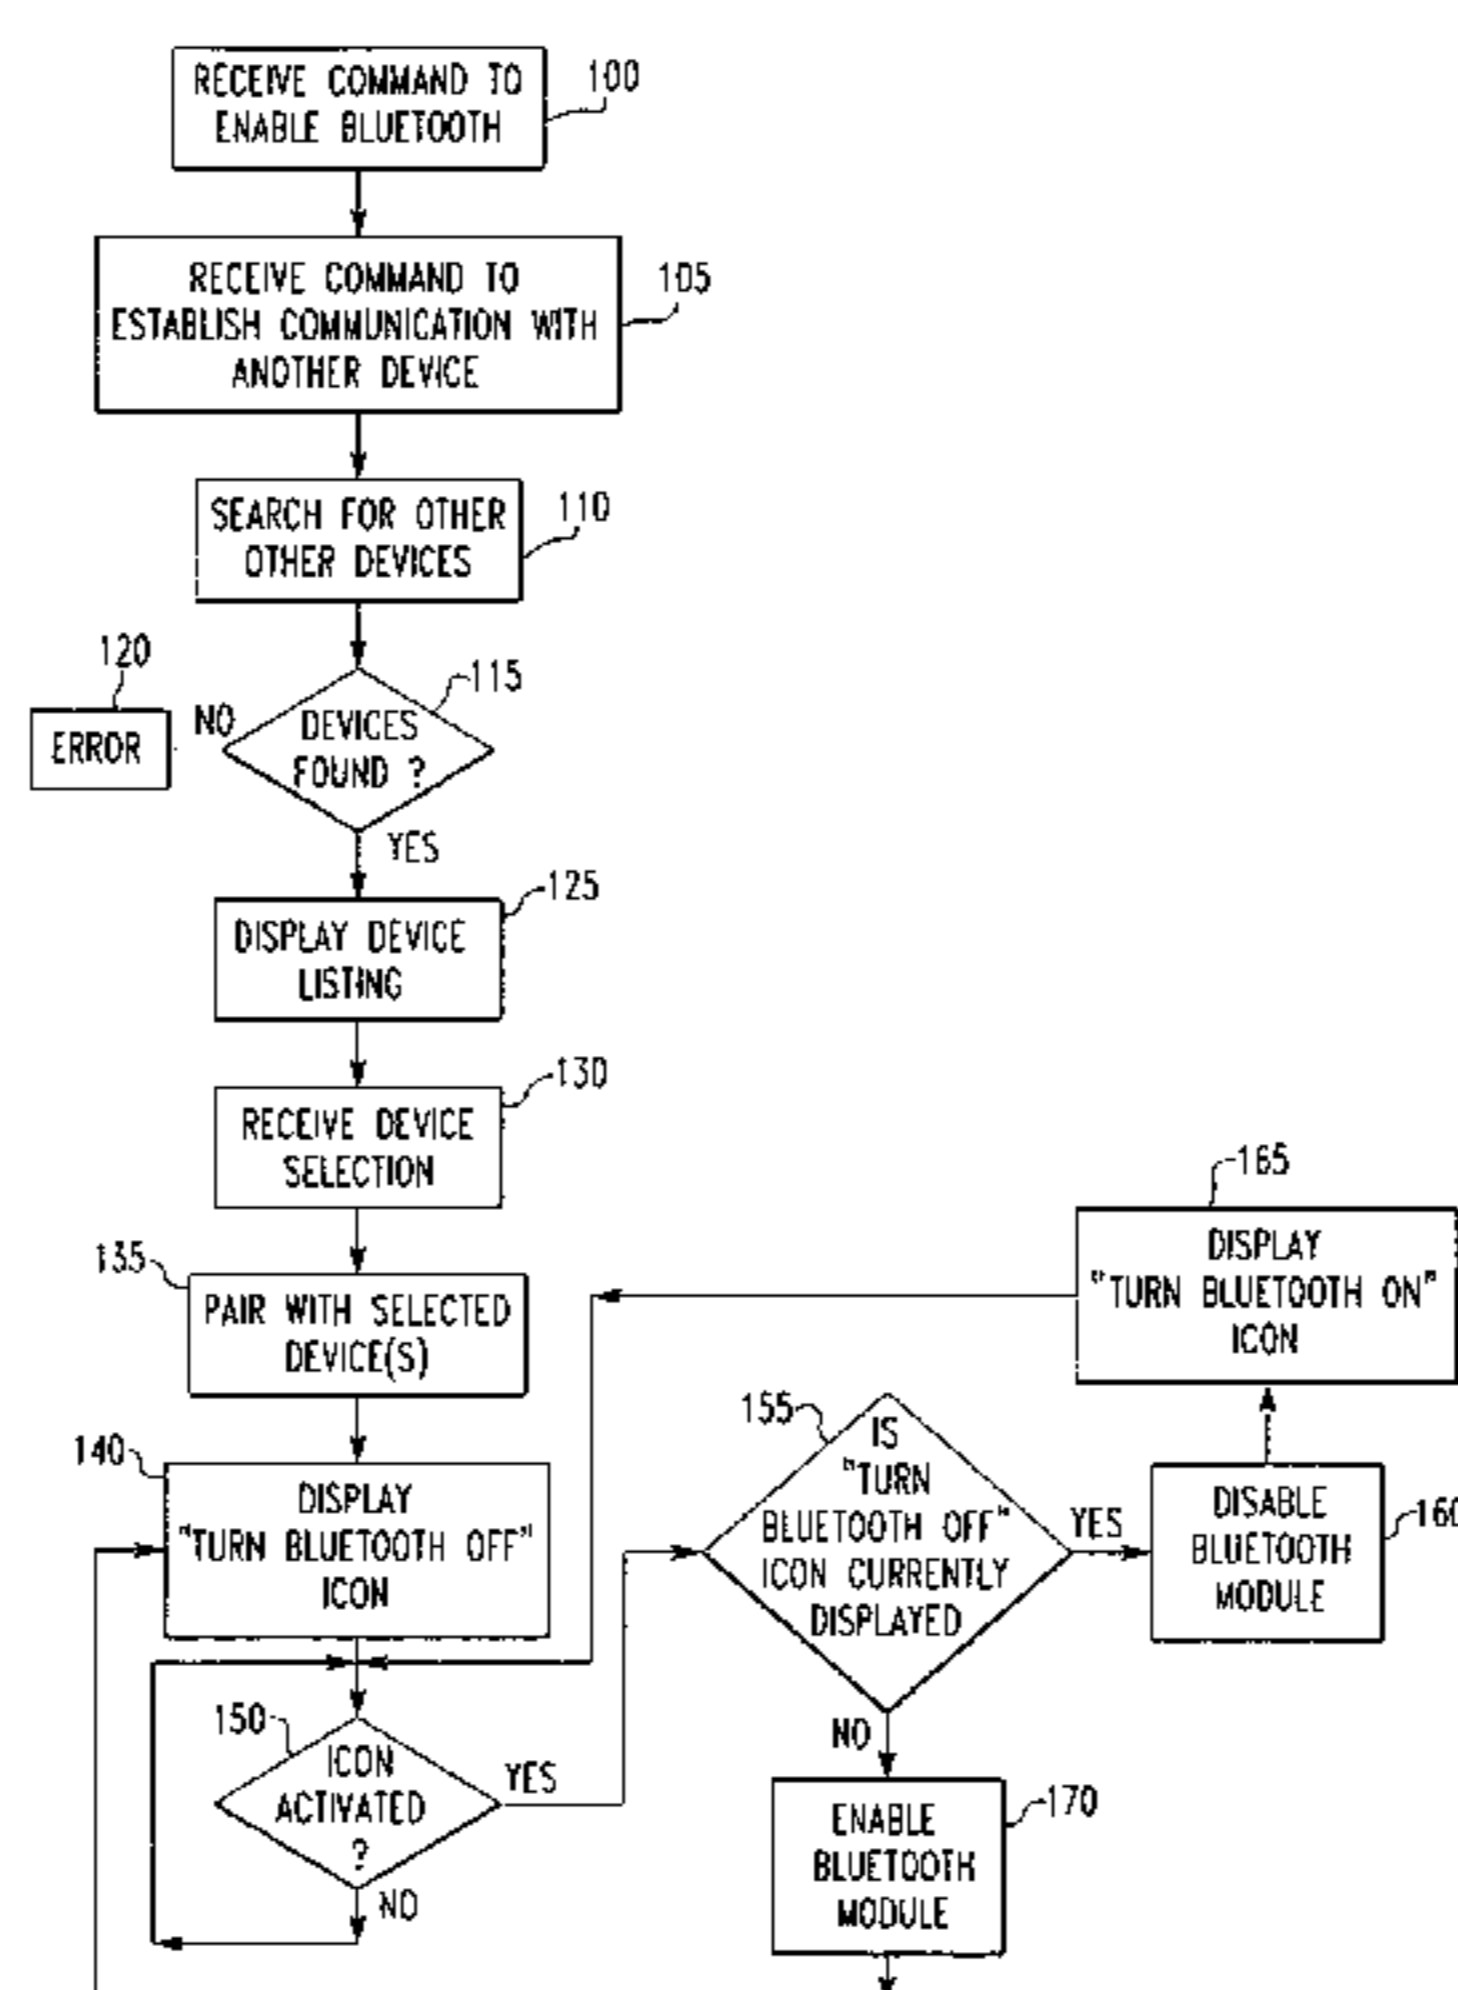 RECEIVE COMMAND TO
ENABLE BLUETOOTH
100
RECEIVE COMMAND TO
ESTABLISH COMMUNICATION WITH
ANOTHER DEVICE
105
SEARCH FOR OTHER
OTHER DEVICES
110
120
ERROR
NO
DEVICES
FOUND ?
115
YES
125
DISPLAY DEVICE
LISTING
130
RECEIVE DEVICE
SELECTION
135
PAIR WITH SELECTED
DEVICE(S)
140
DISPLAY
"TURN BLUETOOTH OFF"
ICON
150
ICON
ACTIVATED
?
YES
NO
155
IS
"TURN
BLUETOOTH OFF"
ICON CURRENTLY
DISPLAYED
YES
NO
160
DISABLE
BLUETOOTH
MODULE
165
DISPLAY
"TURN BLUETOOTH ON"
ICON
170
ENABLE
BLUETOOTH
MODULE